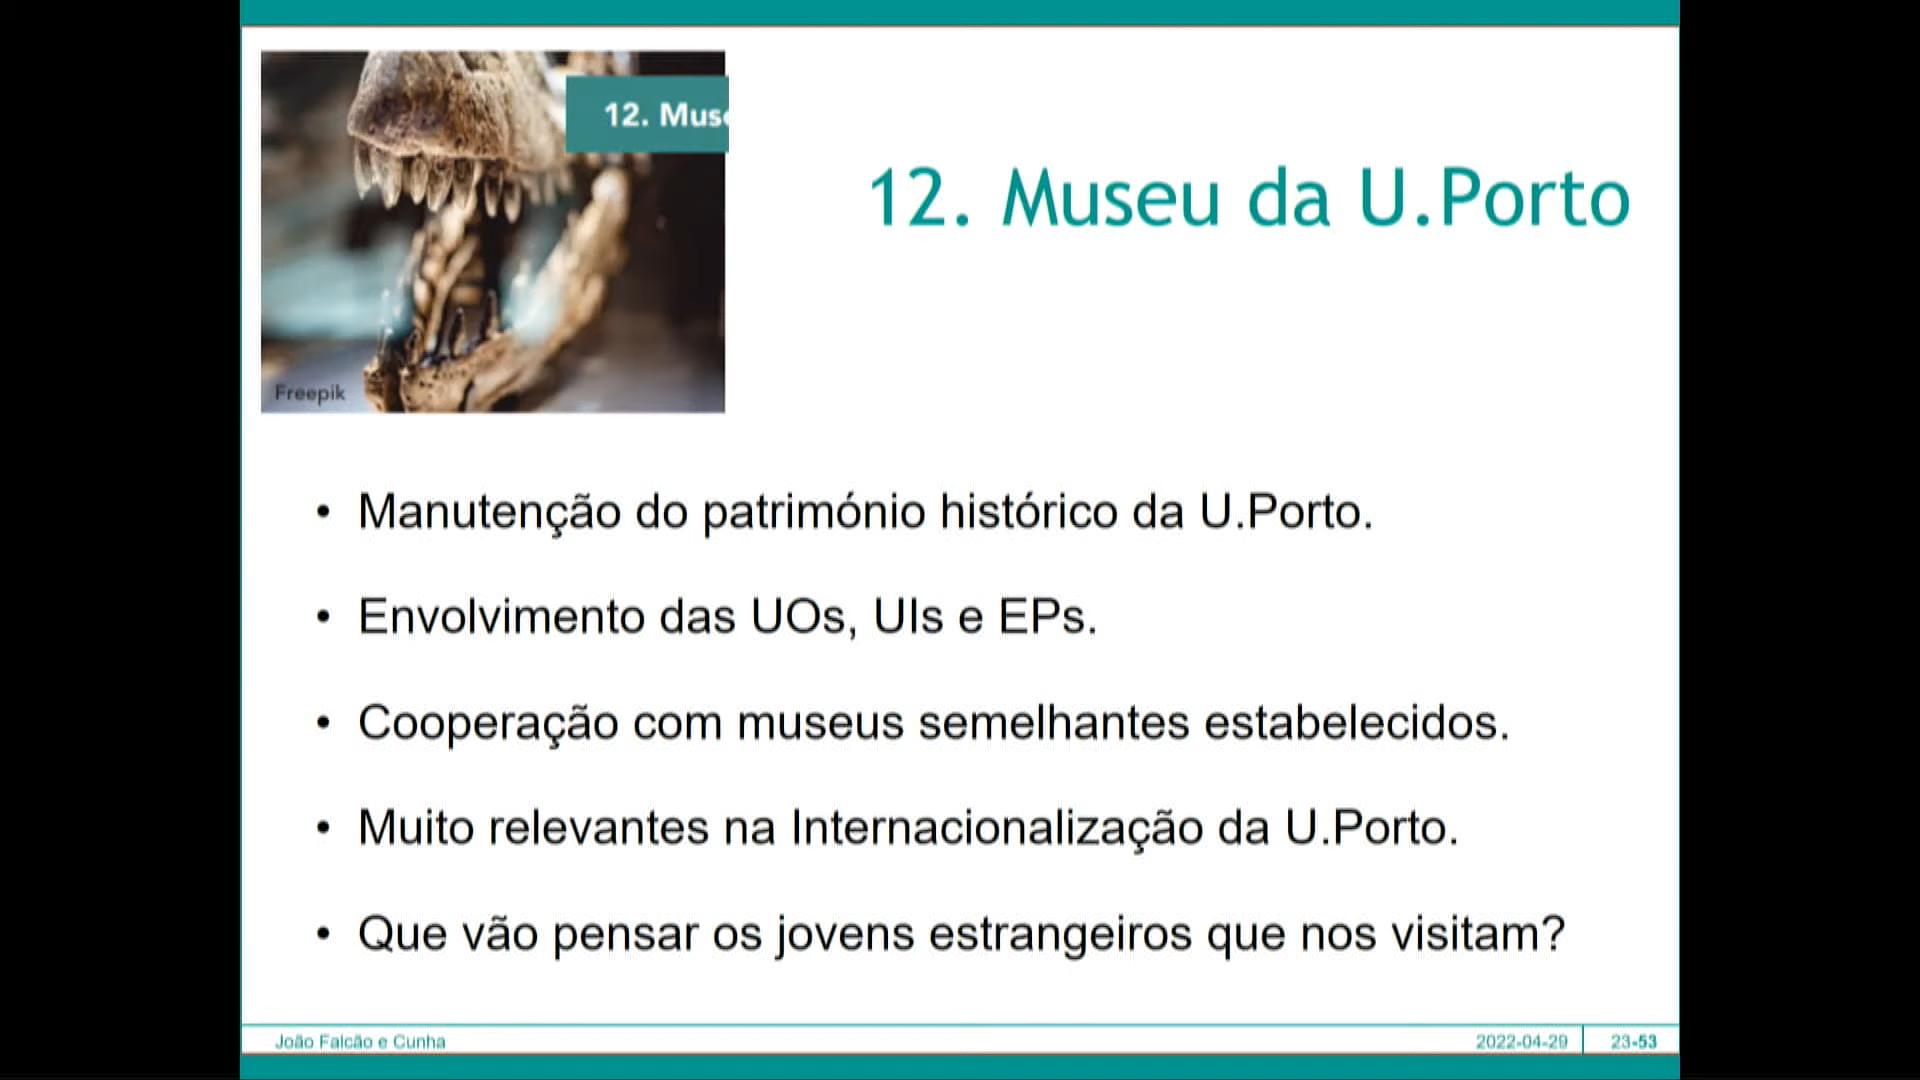 12. Mus
12. Museu da U.Porto
Freepik
• Manutenção do património histórico da U.Porto.
• Envolvimento das UOs, UIs e EPs.
• Cooperação com museus semelhantes estabelecidos.
• Muito relevantes na Internacionalização da U.Porto.
• Que vão pensar os jovens estrangeiros que nos visitam?
João Falcão e Cunha
2022-04-29
23-53